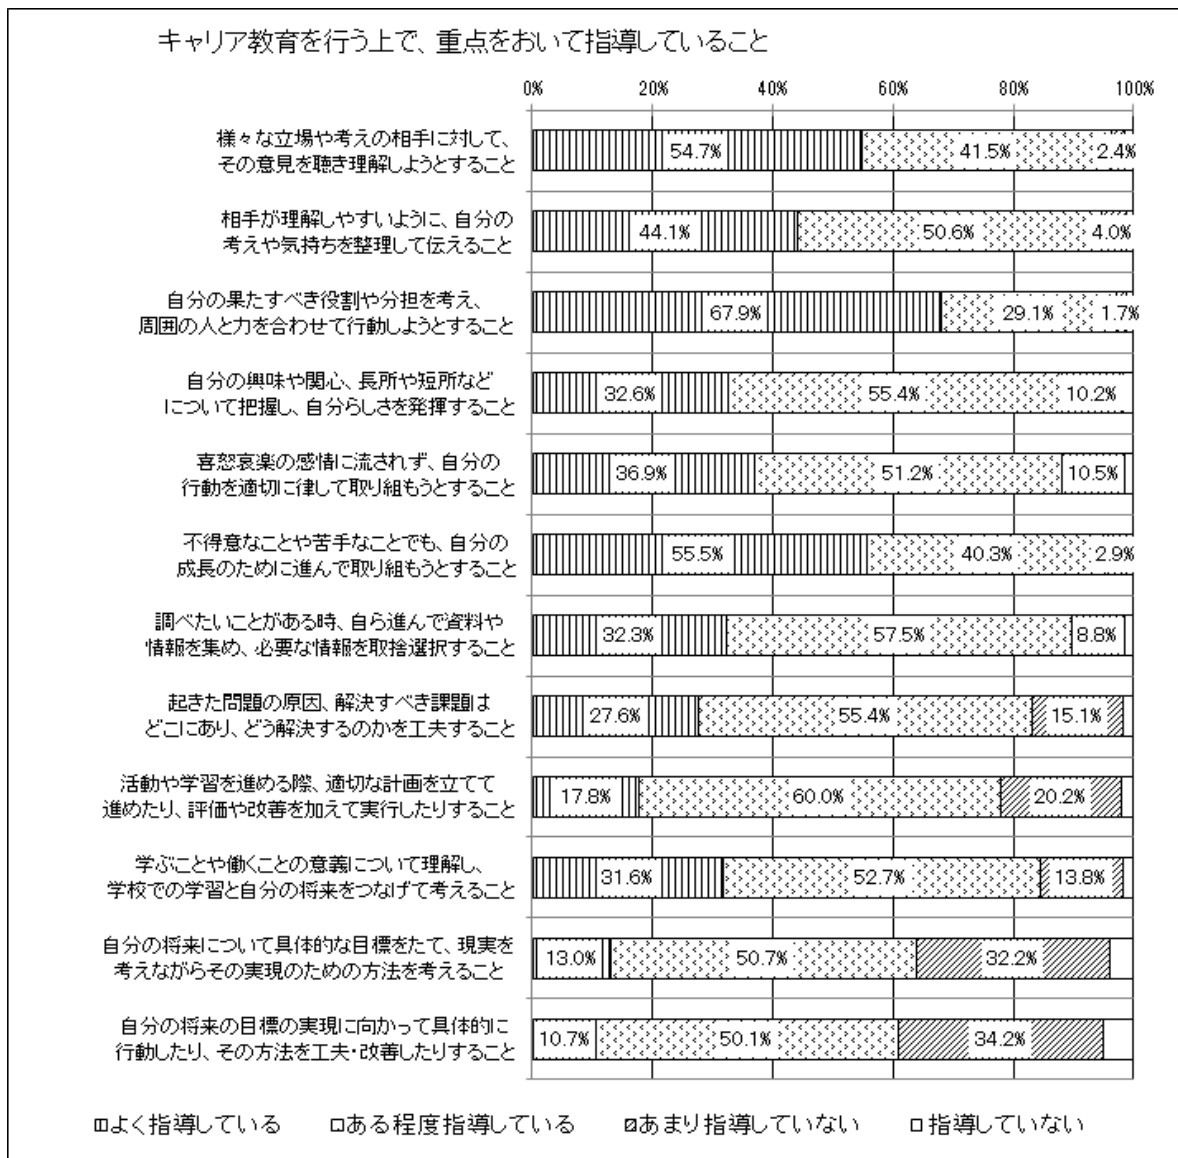 キャリア教育を行う上で、重点をおいて指導していること
0% 20% 40% 60% 80% 100%
様々な立場や考えの相手に対して、
その意見を聴き理解しようとすること
54.7% 41.5% 2.4%
相手が理解しやすいように、自分の
考えや気持ちを整理して伝えること
44.1% 50.6% 4.0%
自分の果たすべき役割や分担を考え、
周囲の人と力を合わせて行動しようとすること
67.9% 29.1% 1.7%
自分の興味や関心、長所や短所など
について把握し、自分らしさを発揮すること
32.6% 55.4% 10.2%
喜怒哀楽の感情に流されず、自分の
行動を適切に律して取り組もうとすること
36.9% 51.2% 10.5%
不得意なことや苦手なことでも、自分の
成長のために進んで取り組もうとすること
55.5% 40.3% 2.9%
調べたいことがある時、自ら進んで資料や
情報を集め、必要な情報を取捨選択すること
32.3% 57.5% 8.8%
起きた問題の原因、解決すべき課題は
どこにあり、どう解決するのかを工夫すること
27.6% 55.4% 15.1%
活動や学習を進める際、適切な計画を立てて
進めたり、評価や改善を加えて実行したりすること
17.8% 60.0% 20.2%
学ぶことや働くことの意義について理解し、
学校での学習と自分の将来をつなげて考えること
31.6% 52.7% 13.8%
自分の将来について具体的な目標をたて、現実を
考えながらその実現のための方法を考えること
13.0% 50.7% 32.2%
自分の将来の目標の実現に向かって具体的に
行動したり、その方法を工夫・改善したりすること
10.7% 50.1% 34.2%
よく指導している ある程度指導している あまり指導していない 指導していない